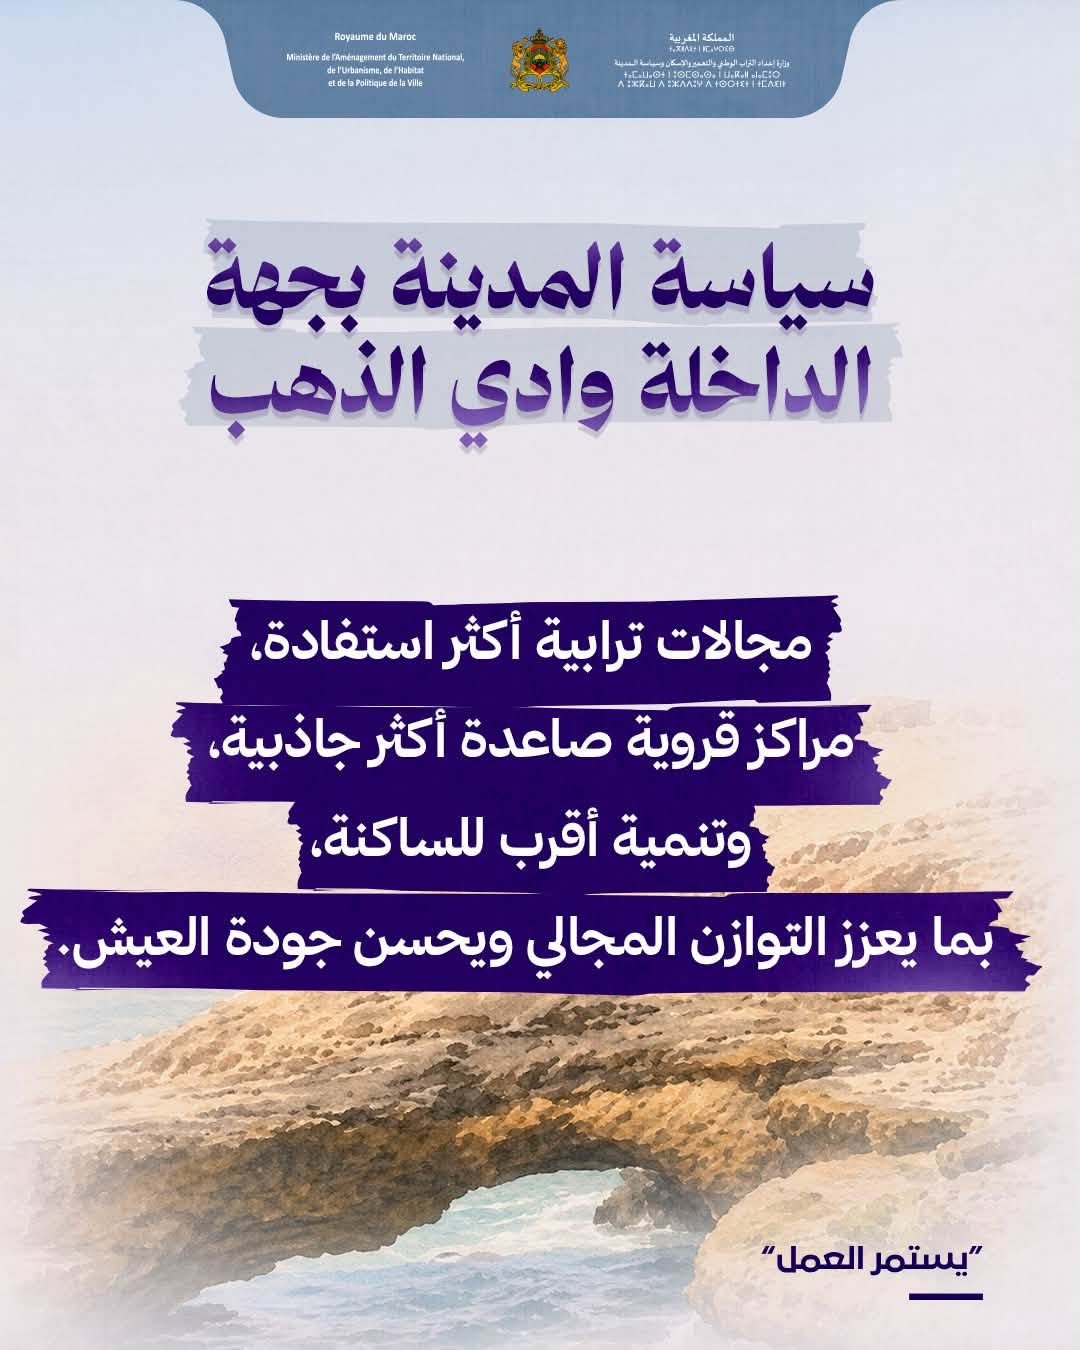 Royaume du Maroc
Ministère de l'Aménagement du Territoire National,
de l'Urbanisme, de l'Habitat
et de la Politique de la Ville
المملكة المغربية
ⵜⴰⴳⵍⴷⵉⵜ ⵏ ⵍⵎⵖⵔⵉⴱ
وزارة إعداد التراب الوطني والتعمير والإسكان وسياسة المدينة
سياسة المدينة بجهة
الداخلة وادي الذهب
مجالات ترابية أكثر استفادة،
مراكز قروية صاعدة أكثر جاذبية،
وتنمية أقرب للساكنة،
بما يعزز التوازن المجالي ويحسن جودة العيش.
”يستمر العمل“